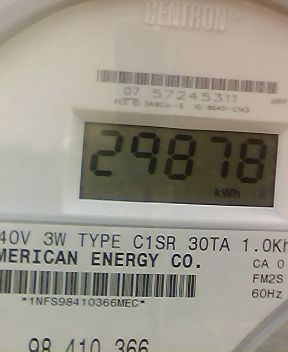 CENTRON®
07 57245311
29878
kWh
40V 3W TYPE C1SR 30TA 1.0Kh
MERICAN ENERGY CO.
CA 0
FM2S
60Hz
*1NFS98410366MEC*
98 410 366